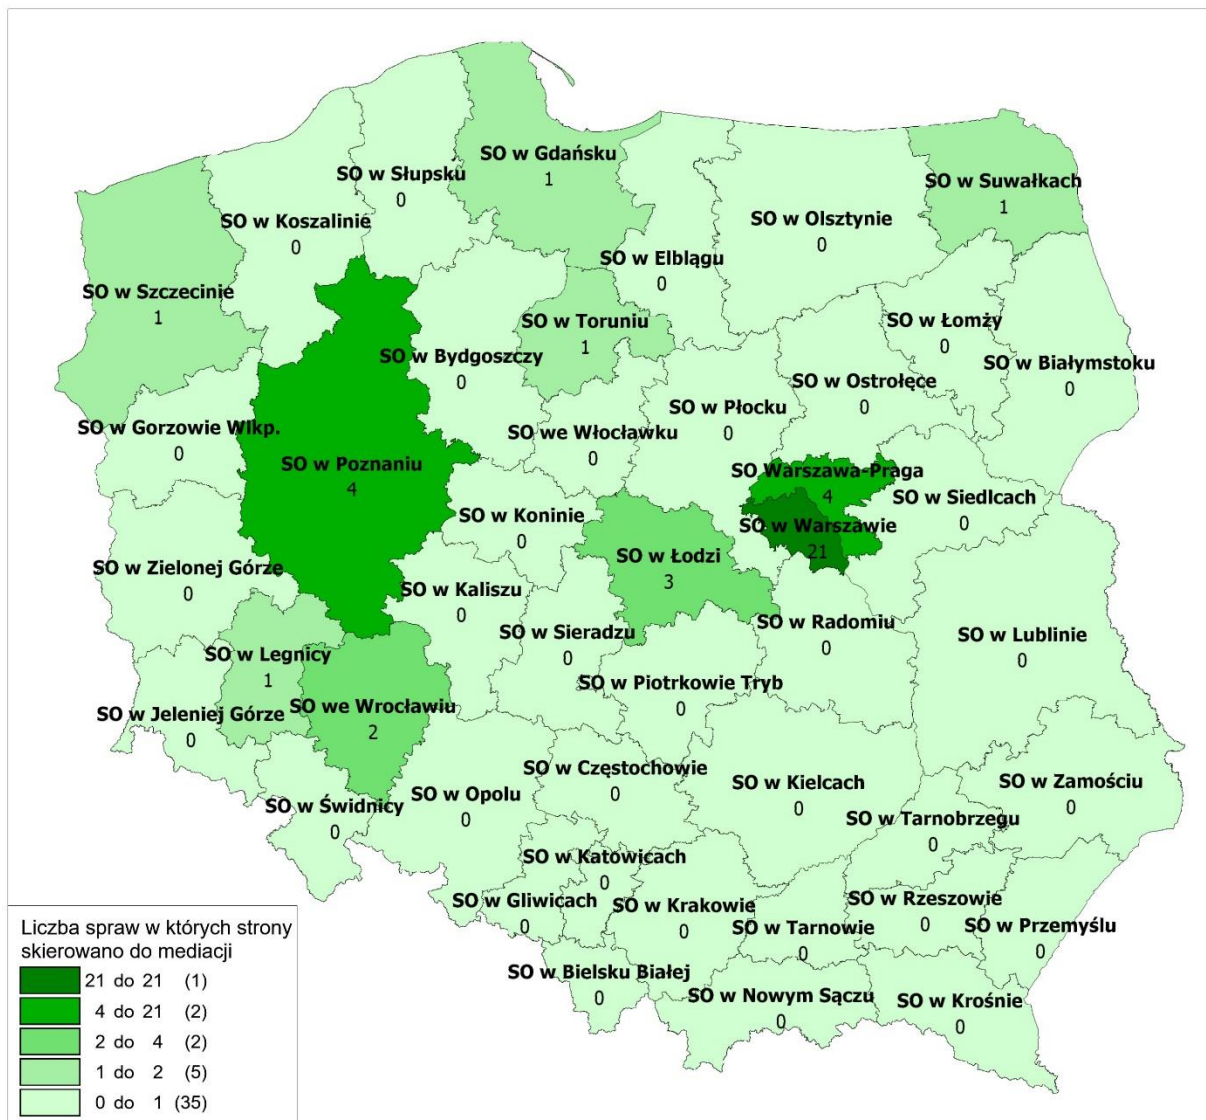 SO w Gdańsku
1
SO w Słupsku
0
SO w Suwałkach
1
SO w Koszalinie
0
SO w Olsztynie
0
SO w Elblągu
0
SO w Szczecinie
1
SO w Toruniu
1
SO w Łomży
0
SO w Bydgoszczy
0
SO w Białymstoku
0
SO w Ostrołęce
0
SO w Płocku
0
SO w Gorzowie Wlkp.
0
SO we Włocławku
0
SO w Poznaniu
4
SO Warszawa-Praga
4
SO w Siedlcach
0
SO w Koninie
0
SO w Warszawie
21
SO w Łodzi
3
SO w Zielonej Górze
0
SO w Kaliszu
0
SO w Radomiu
0
SO w Sieradzu
0
SO w Lublinie
0
SO w Legnicy
1
SO w Piotrkowie Tryb
0
SO we Wrocławiu
2
SO w Jeleniej Górze
0
SO w Częstochowie
0
SO w Kielcach
0
SO w Zamościu
0
SO w Opolu
0
SO w Świdnicy
0
SO w Tarnobrzegu
0
SO w Katowicach
0
SO w Gliwicach
0
SO w Krakowie
0
SO w Rzeszowie
0
SO w Tarnowie
0
SO w Przemyślu
0
SO w Bielsku Białej
0
SO w Nowym Sączu
0
SO w Krośnie
0
Liczba spraw w których strony
skierowano do mediacji
21 do 21 (1)
4 do 21 (2)
2 do 4 (2)
1 do 2 (5)
0 do 1 (35)